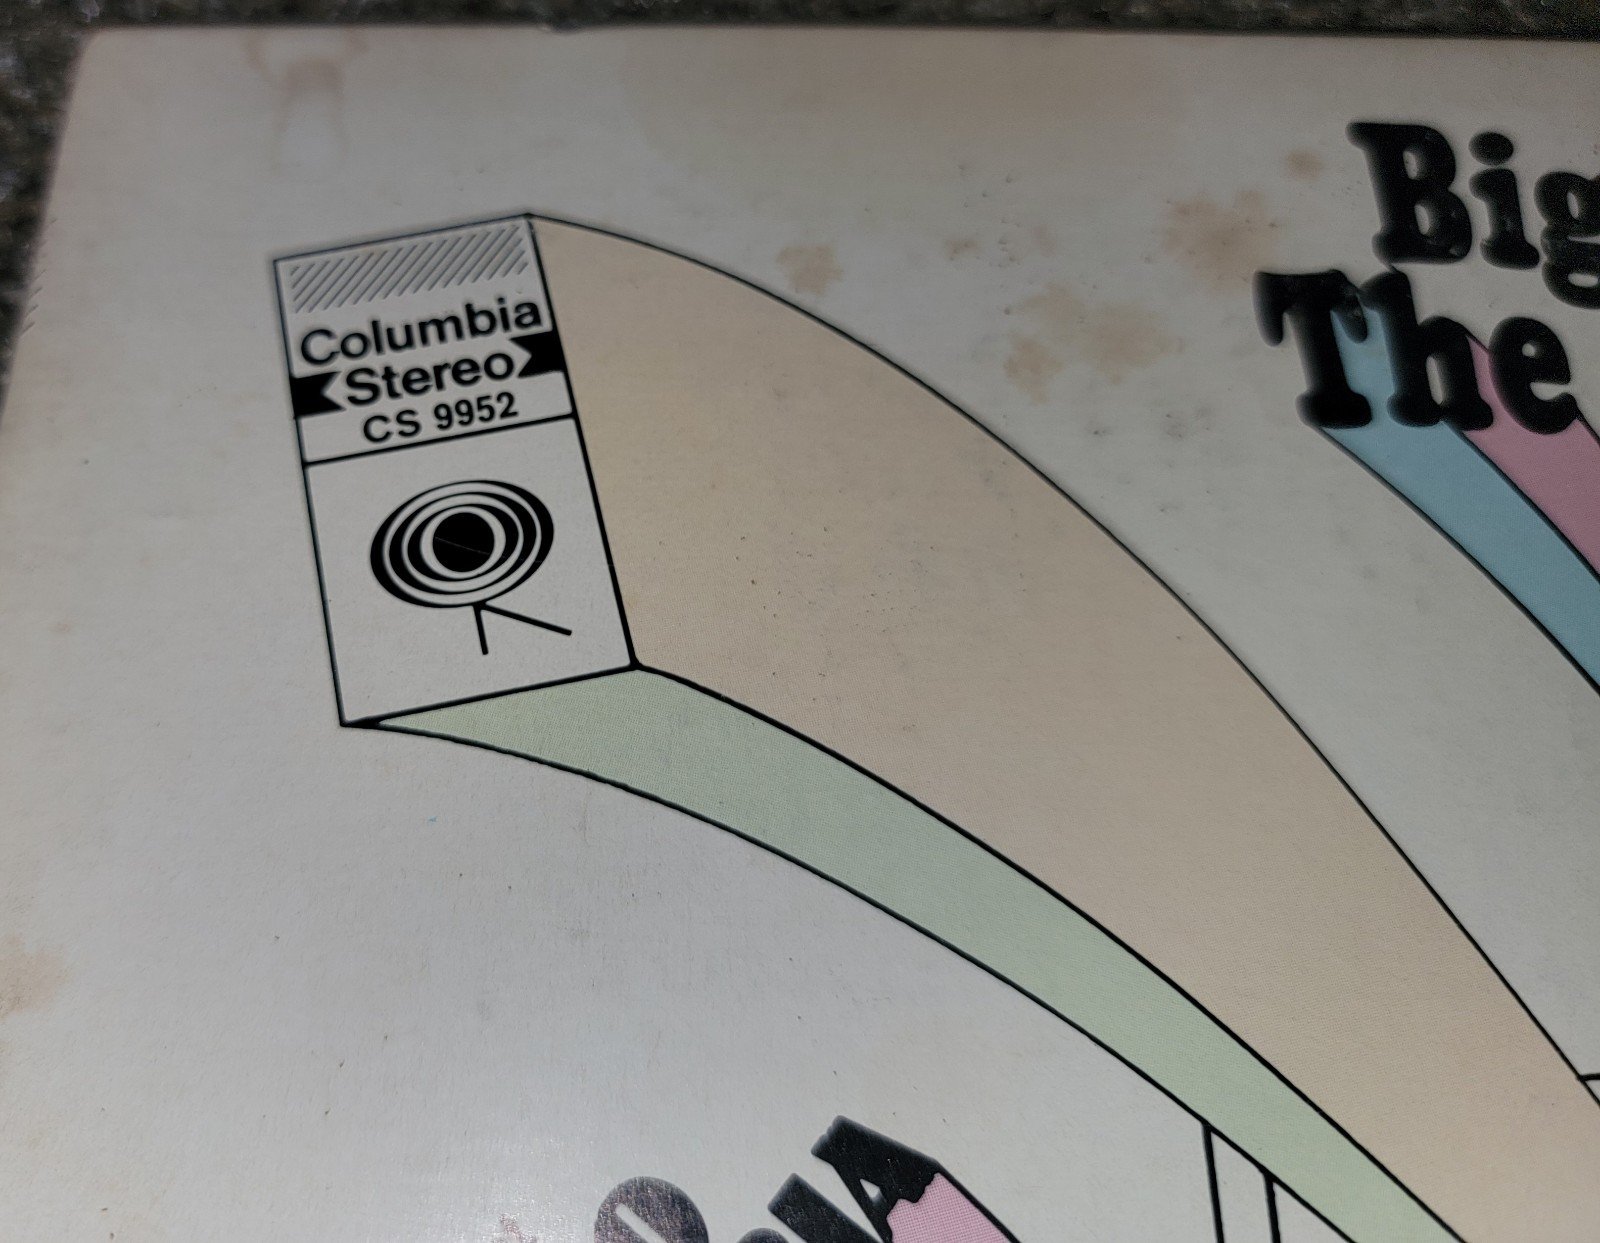 Columbia
Stereo
CS 9952
Big
The